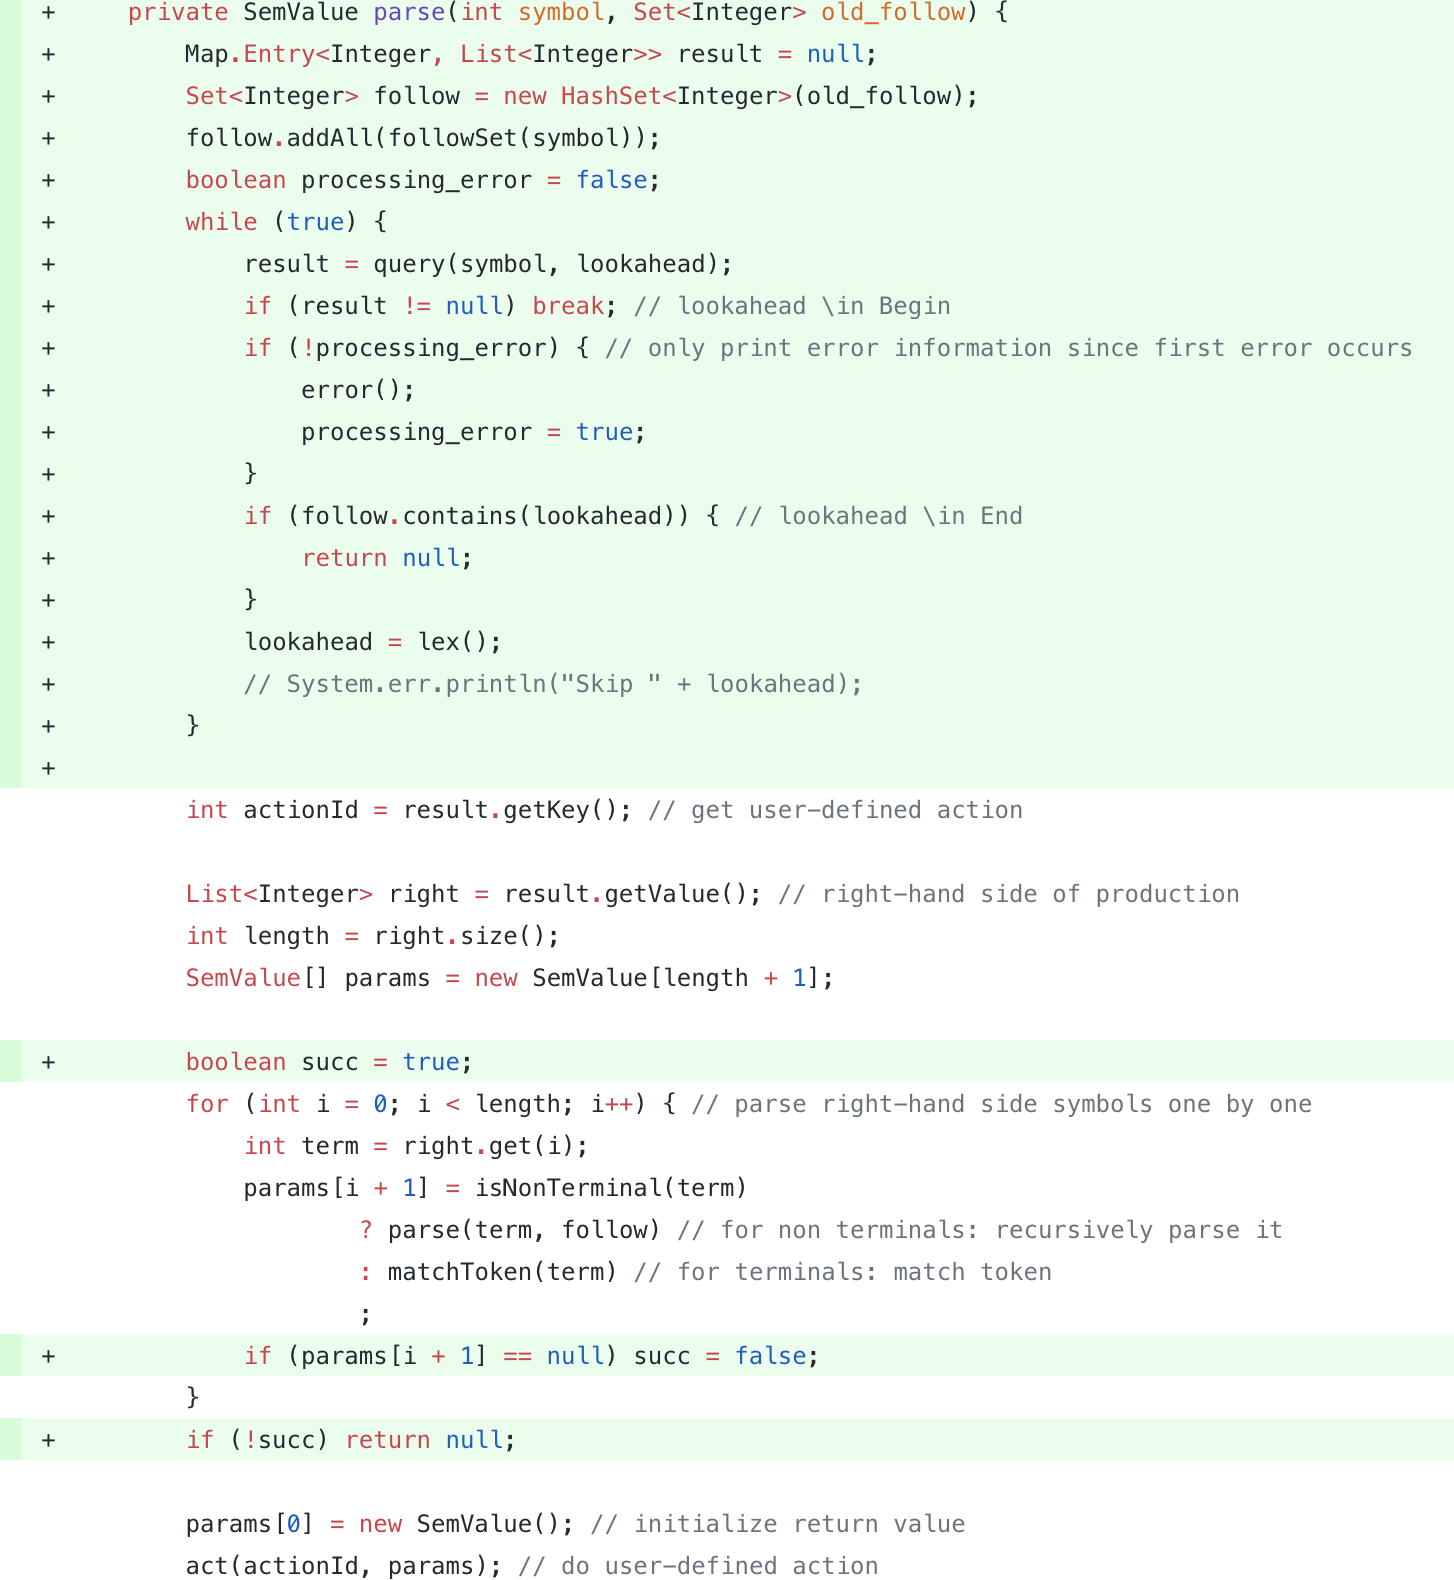 +     private SemValue parse(int symbol, Set<Integer> old_follow) {
+         Map.Entry<Integer, List<Integer>> result = null;
+         Set<Integer> follow = new HashSet<Integer>(old_follow);
+         follow.addAll(followSet(symbol));
+         boolean processing_error = false;
+         while (true) {
+             result = query(symbol, lookahead);
+             if (result != null) break; // lookahead \in Begin
+             if (!processing_error) { // only print error information since first error occurs
+                 error();
+                 processing_error = true;
+             }
+             if (follow.contains(lookahead)) { // lookahead \in End
+                 return null;
+             }
+             lookahead = lex();
+             // System.err.println("Skip " + lookahead);
+         }
+
          int actionId = result.getKey(); // get user-defined action

          List<Integer> right = result.getValue(); // right-hand side of production
          int length = right.size();
          SemValue[] params = new SemValue[length + 1];

+         boolean succ = true;
          for (int i = 0; i < length; i++) { // parse right-hand side symbols one by one
              int term = right.get(i);
              params[i + 1] = isNonTerminal(term)
                      ? parse(term, follow) // for non terminals: recursively parse it
                      : matchToken(term) // for terminals: match token
                      ;
+             if (params[i + 1] == null) succ = false;
          }
+         if (!succ) return null;

          params[0] = new SemValue(); // initialize return value
          act(actionId, params); // do user-defined action